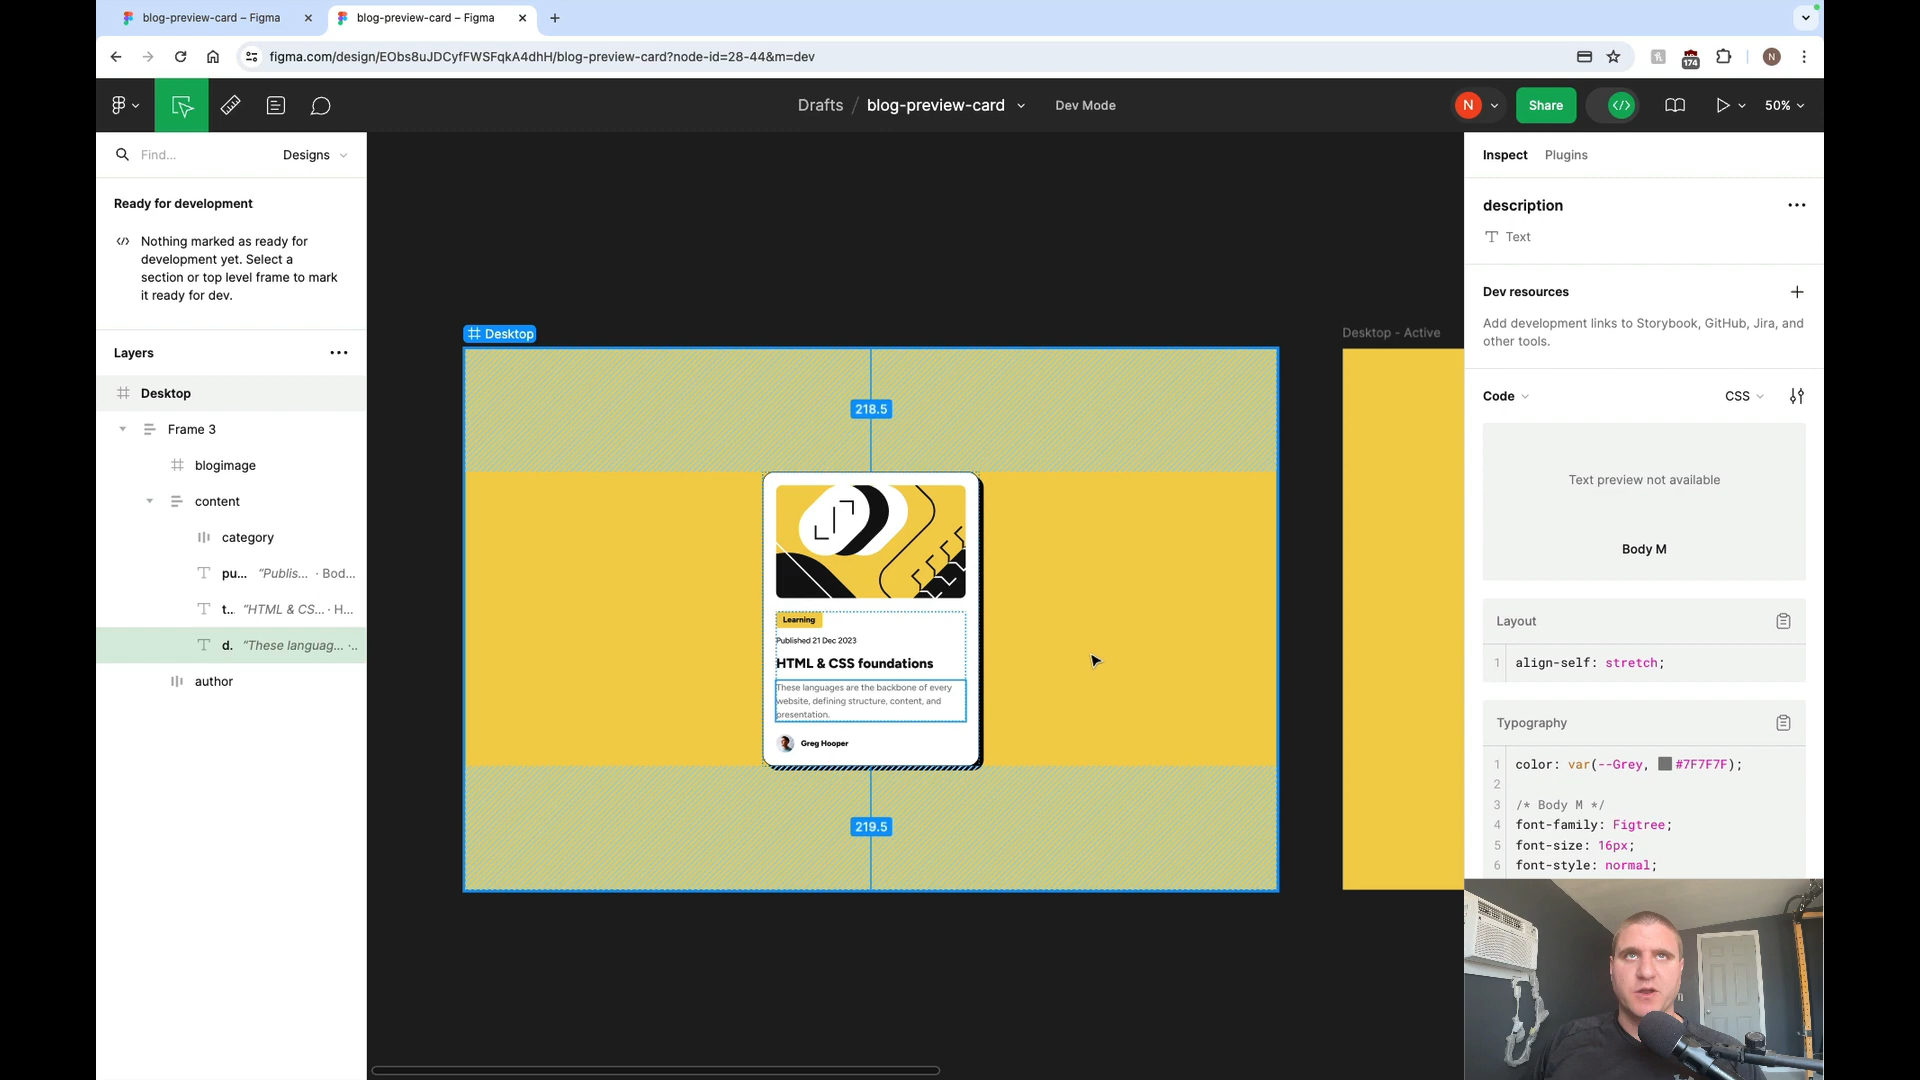 blog-preview-card – Figma
blog-preview-card – Figma
figma.com/design/EObs8uJDCyfFWSFqkA4dhH/blog-preview-card?node-id=28-44&m=dev
174
N
Drafts / blog-preview-card
Dev Mode
N
Share
50%
Find...
Designs
Ready for development
Nothing marked as ready for
development yet. Select a
section or top level frame to mark
it ready for dev.
Layers
Desktop
Frame 3
blogimage
content
category
pu... “Publis... · Bod...
t.. “HTML & CS... · H...
d. “These languag... ·..
author
Desktop
218.5
Learning
Published 21 Dec 2023
HTML & CSS foundations
These languages are the backbone of every
website, defining structure, content, and
presentation.
Greg Hooper
219.5
Desktop - Active
Inspect
Plugins
description
Text
Dev resources
Add development links to Storybook, GitHub, Jira, and
other tools.
Code
CSS
Text preview not available
Body M
Layout
1 align-self: stretch;
Typography
1 color: var(--Grey, #7F7F7F);
2
3 /* Body M */
4 font-family: Figtree;
5 font-size: 16px;
6 font-style: normal;